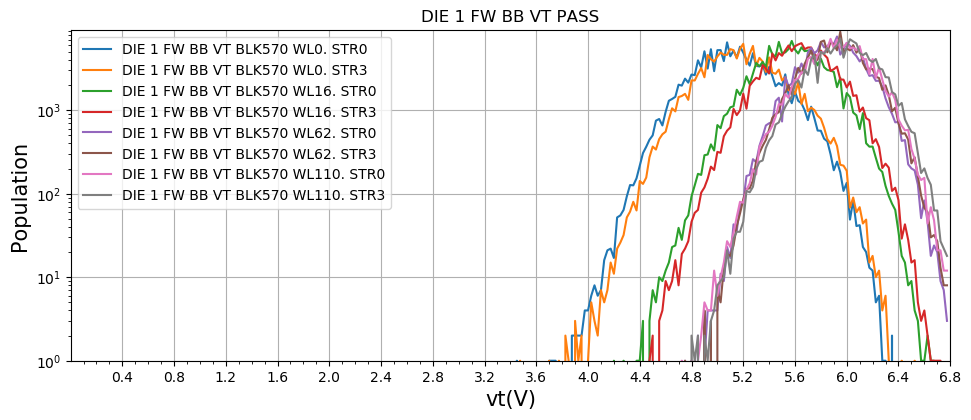 DIE 1 FW BB VT PASS
DIE 1 FW BB VT BLK570 WL0. STR0
DIE 1 FW BB VT BLK570 WL0. STR3
DIE 1 FW BB VT BLK570 WL16. STR0
DIE 1 FW BB VT BLK570 WL16. STR3
DIE 1 FW BB VT BLK570 WL62. STR0
DIE 1 FW BB VT BLK570 WL62. STR3
DIE 1 FW BB VT BLK570 WL110. STR0
DIE 1 FW BB VT BLK570 WL110. STR3
Population
10³
10²
10¹
10⁰
0.4 0.8 1.2 1.6 2.0 2.4 2.8 3.2 3.6 4.0 4.4 4.8 5.2 5.6 6.0 6.4 6.8
vt(V)